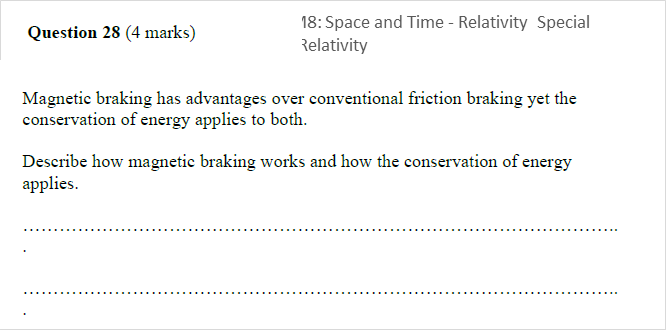 Question 28 (4 marks)
18: Space and Time - Relativity Special
Relativity
Magnetic braking has advantages over conventional friction braking yet the
conservation of energy applies to both.
Describe how magnetic braking works and how the conservation of energy
applies.
…………………………………………………………………………………..
.
…………………………………………………………………………………..
.